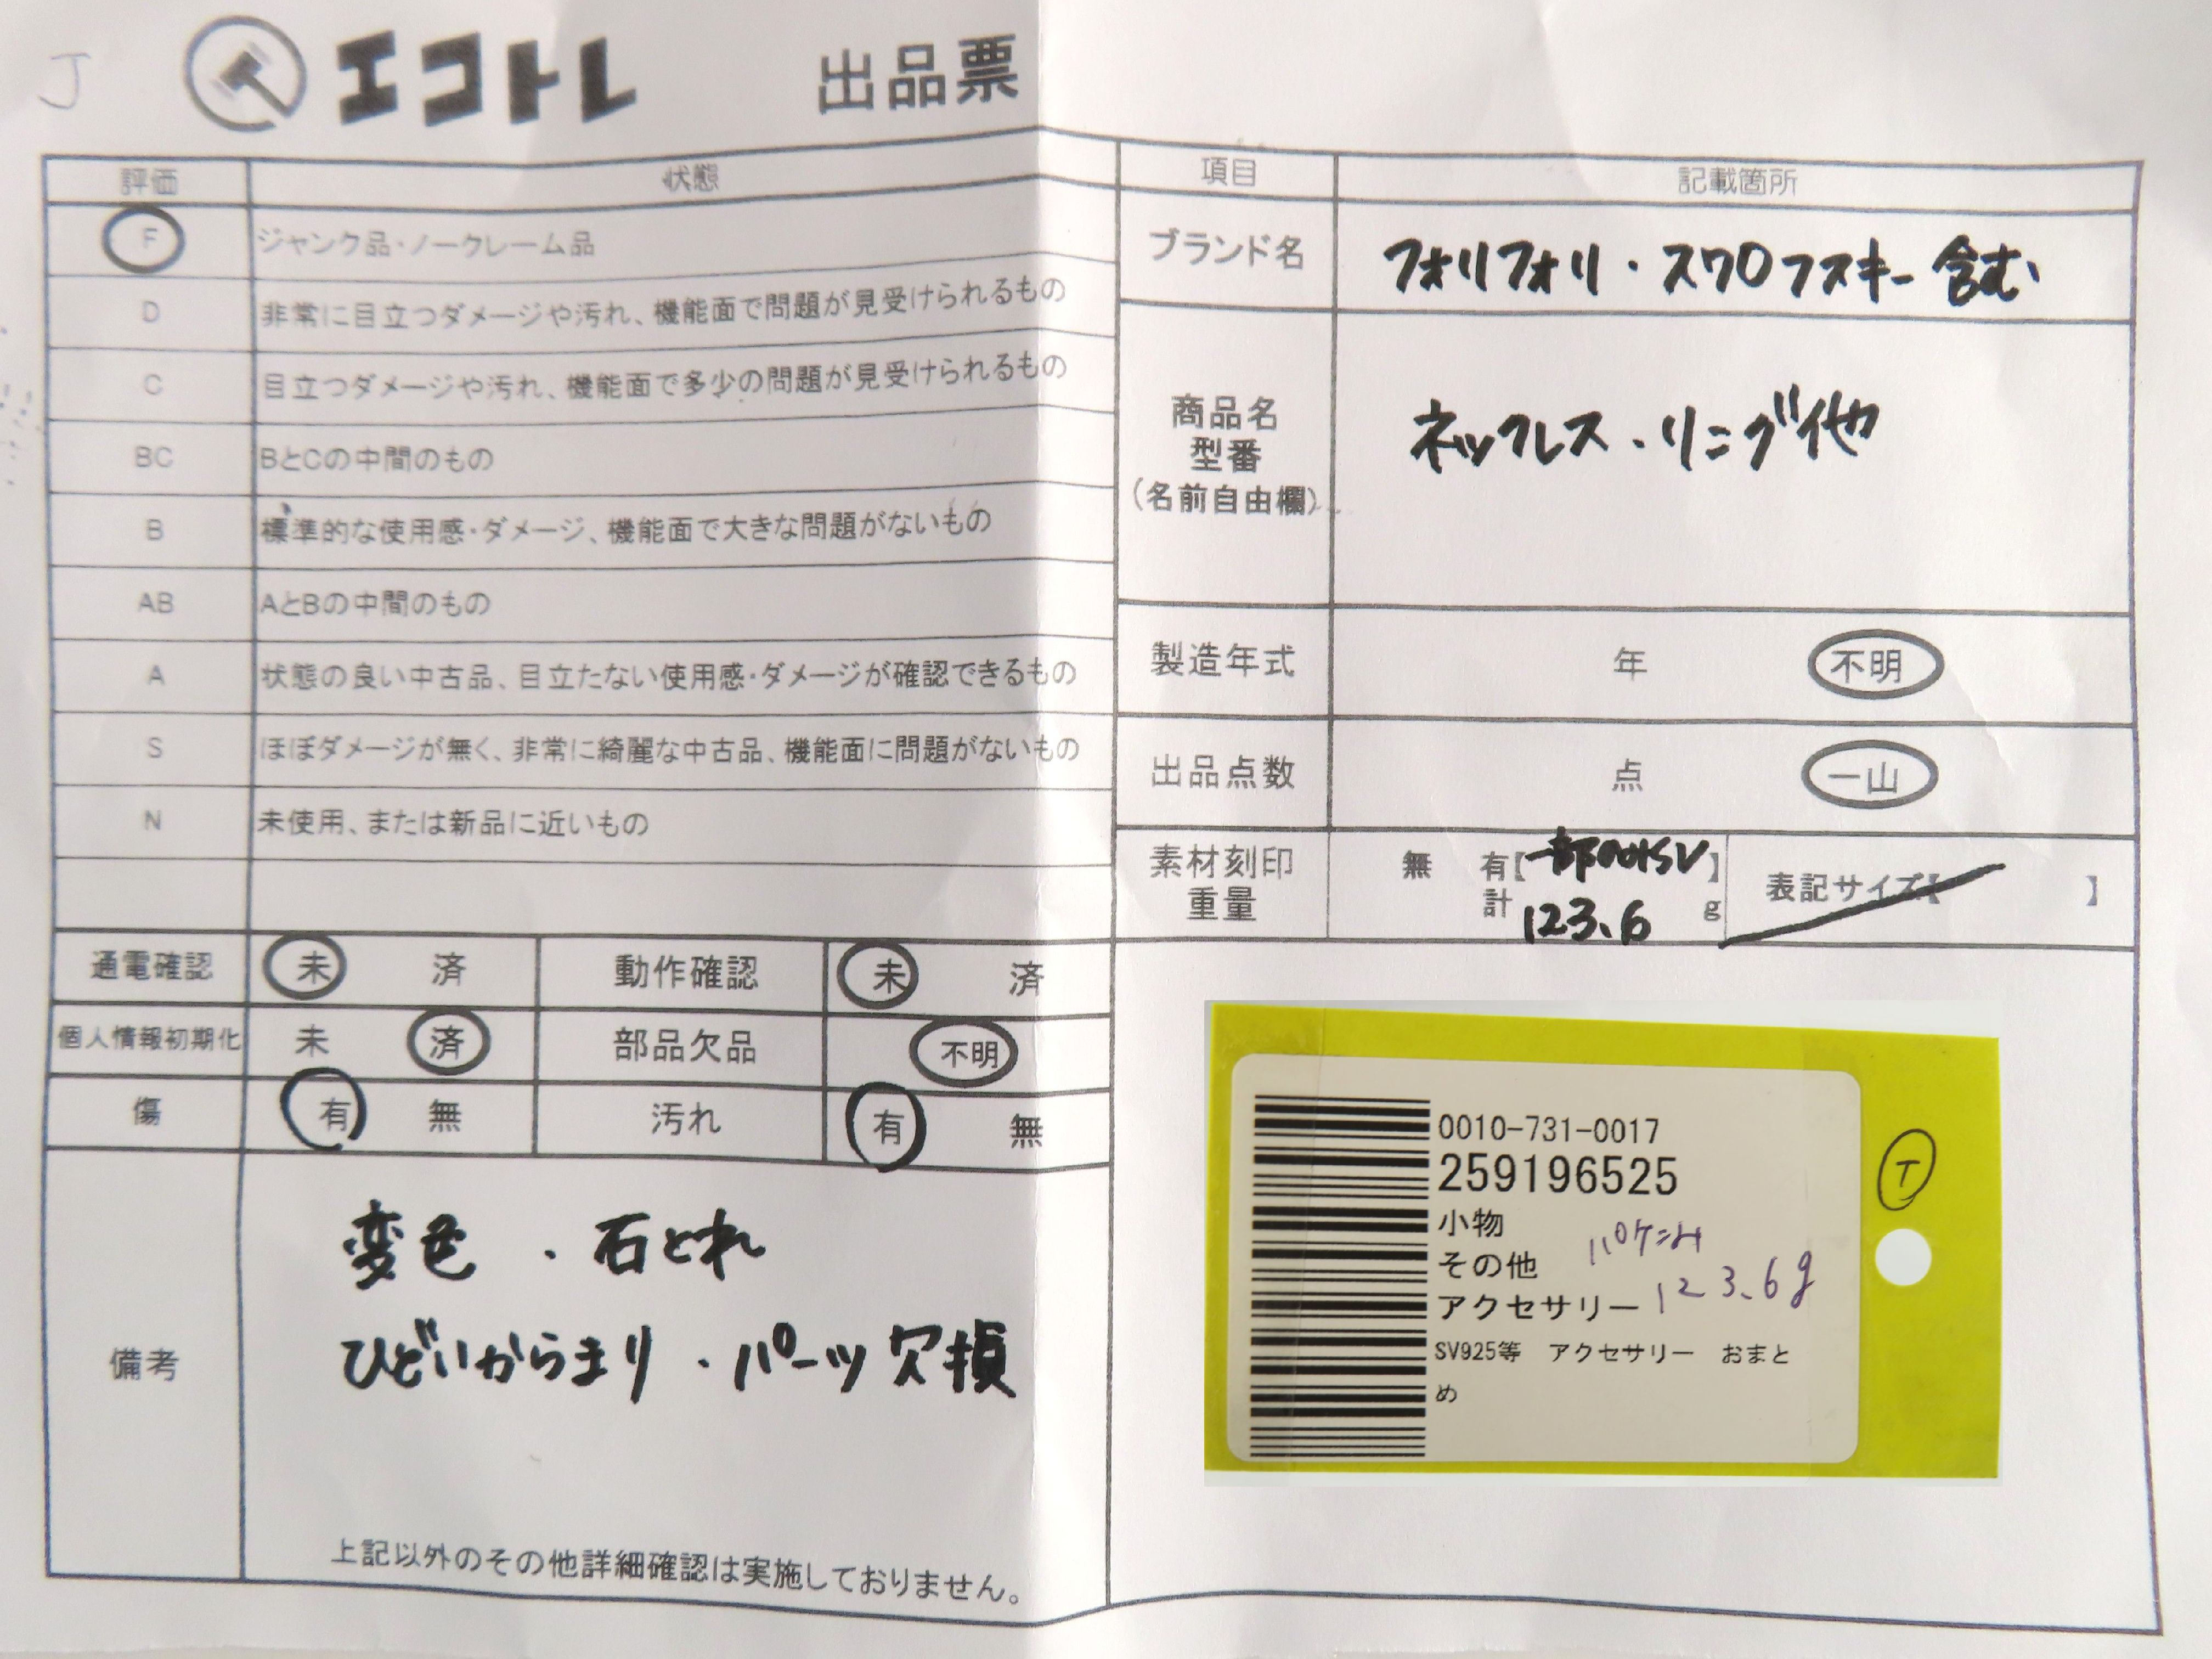 J
エコトレ 出品票
評価 状態
F ジャンク品・ノークレーム品
D 非常に目立つダメージや汚れ、機能面で問題が見受けられるもの
C 目立つダメージや汚れ、機能面で多少の問題が見受けられるもの
BC BとCの中間のもの
B 標準的な使用感・ダメージ、機能面で大きな問題がないもの
AB AとBの中間のもの
A 状態の良い中古品、目立たない使用感・ダメージが確認できるもの
S ほぼダメージが無く、非常に綺麗な中古品、機能面に問題がないもの
N 未使用、または新品に近いもの
通電確認 未 済 動作確認 未 済
個人情報初期化 未 済 部品欠品 不明
傷 有 無 汚れ 有 無
備考
変色 ・ 石とれ
ひどいからまり ・ パーツ欠損
上記以外のその他詳細確認は実施しておりません。
項目 記載箇所
ブランド名 フォリフォリ・スワロフスキー含む
商品名
型番
(名前自由欄)
ネックレス・リング他
製造年式 年 不明
出品点数 点 一山
素材刻印 無 有【一部のみSV】
重量 計 123.6 g
表記サイズ【 】
0010-731-0017
259196525
小物
その他
アクセサリー
パケ込み
123.6g
SV925等 アクセサリー おまと
め
T